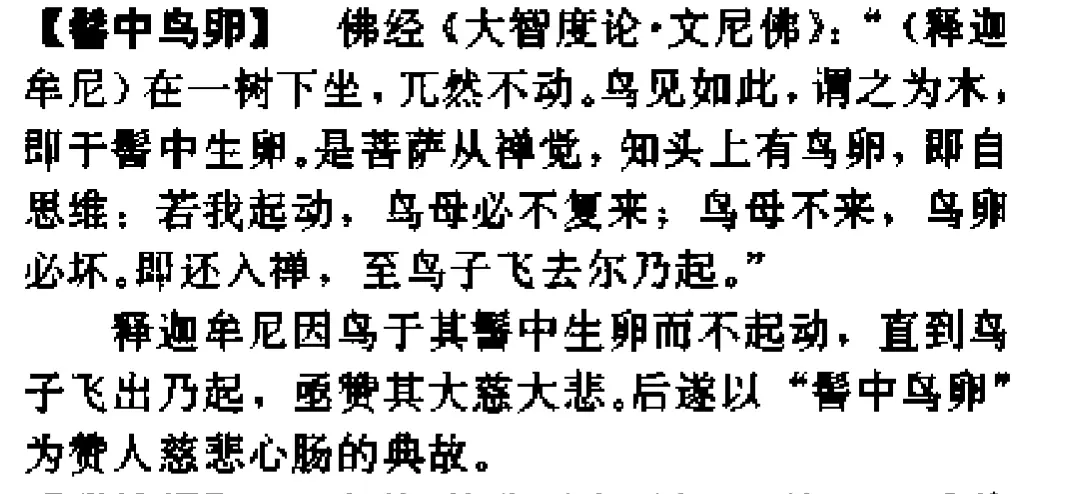 【髻中鸟卵】 佛经《大智度论·文尼佛》：“（释迦
牟尼）在一树下坐，兀然不动。鸟见如此，谓之为木，
即于髻中生卵。是菩萨从禅觉，知头上有鸟卵，即自
思维：若我起动，鸟母必不复来；鸟母不来，鸟卵
必坏。即还入禅，至鸟子飞去尔乃起。”
释迦牟尼因鸟于其髻中生卵而不起动，直到鸟
子飞出乃起，亟赞其大慈大悲。后遂以“髻中鸟卵”
为赞人慈悲心肠的典故。